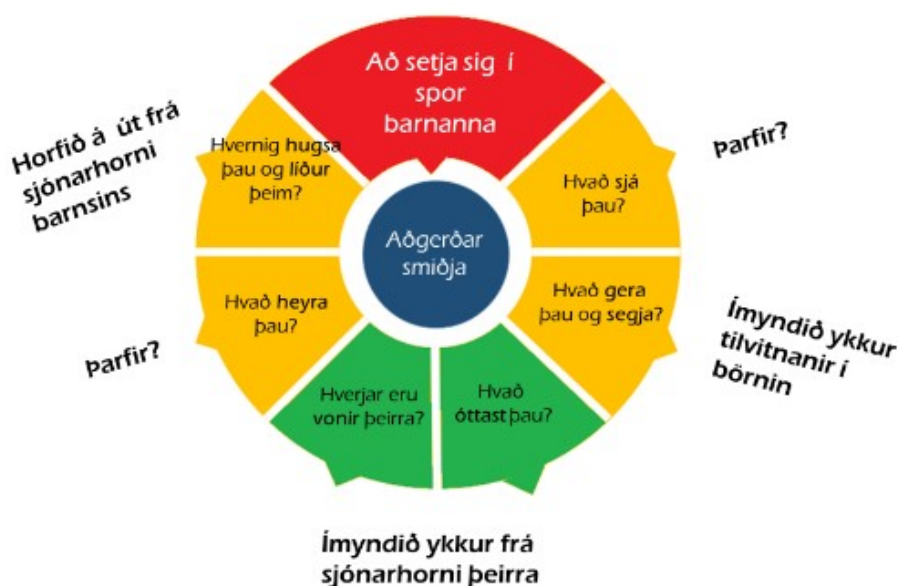 Að setja sig í
spor
barnanna
Horfið á út frá
sjónarhorni
barnsins
Hvernig hugsa
þau og líður
þeim?
Þarfir?
Hvað sjá
þau?
Aðgerðar
smiðja
Hvað heyra
þau?
Þarfir?
Hvað gera
þau og segja?
Ímyndið ykkur
tilvitnanir í
börnin
Hverjar eru
vonir þeirra?
Hvað
óttast þau?
Ímyndið ykkur frá
sjónarhorni þeirra